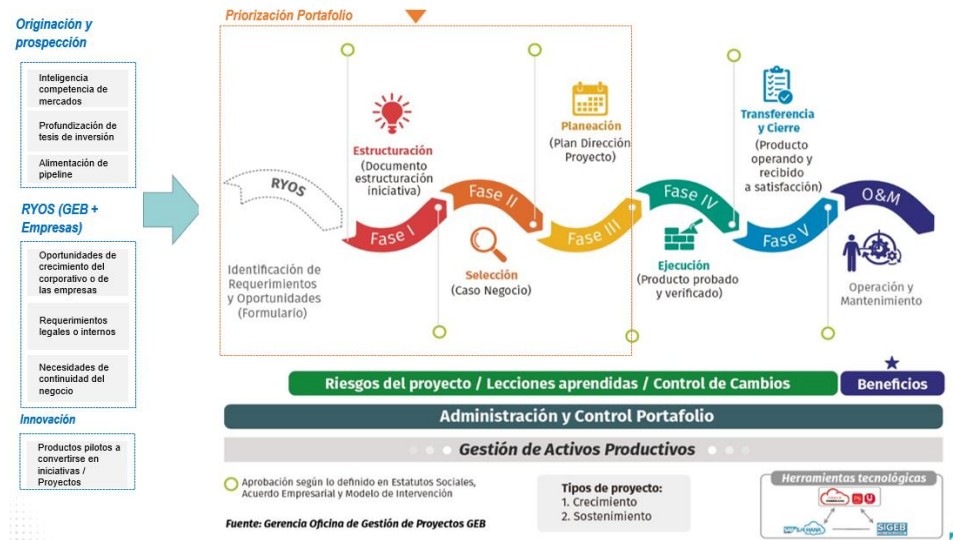 Priorización Portafolio
Originación y
prospección
Inteligencia
competencia de
mercados
Profundización de
tesis de inversión
Alimentación de
pipeline
RYOS (GEB +
Empresas)
Oportunidades de
crecimiento del
corporativo o de
las empresas
Requerimientos
legales o internos
Necesidades de
continuidad del
negocio
Innovación
Productos pilotos a
convertirse en
iniciativas /
Proyectos
RYOS
Identificación de
Requerimientos
y Oportunidades
(Formulario)
Estructuración
(Documento
estructuración
iniciativa)
Fase I
Fase II
Selección
(Caso Negocio)
Planeación
(Plan Dirección
Proyecto)
Fase III
Fase IV
Ejecución
(Producto probado
y verificado)
Transferencia
y Cierre
(Producto
operando y
recibido
a satisfacción)
Fase V
O&M
Operación y
Mantenimiento
Riesgos del proyecto / Lecciones aprendidas / Control de Cambios
Beneficios
Administración y Control Portafolio
Gestión de Activos Productivos
Aprobación según lo definido en Estatutos Sociales,
Acuerdo Empresarial y Modelo de Intervención
Fuente: Gerencia Oficina de Gestión de Proyectos GEB
Tipos de proyecto:
1. Crecimiento
2. Sostenimiento
Herramientas tecnológicas
SIGEB